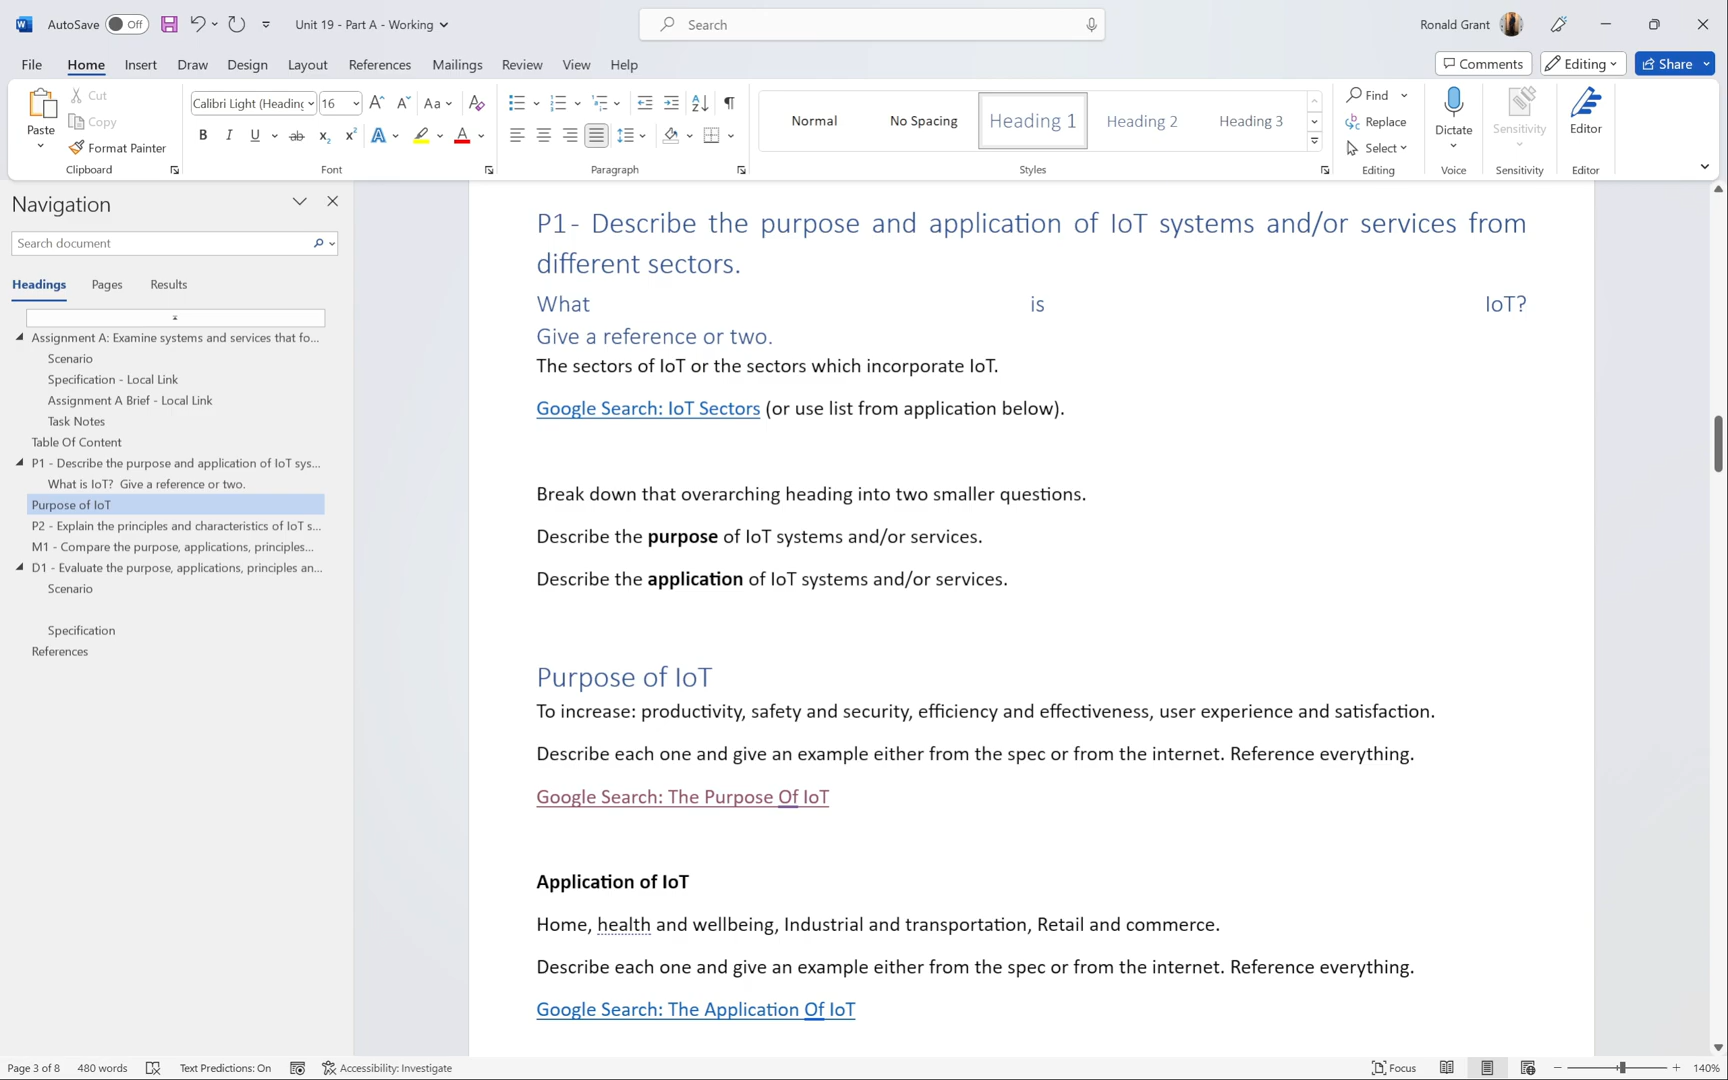 AutoSave Off Unit 19 - Part A - Working Search Ronald Grant
File Home Insert Draw Design Layout References Mailings Review View Help Comments Editing Share
Paste Cut Copy Format Painter Clipboard
Calibri Light (Heading 16 Aa B I U ab x₂ x² A A Font
Paragraph
Normal No Spacing Heading 1 Heading 2 Heading 3 Styles
Find Replace Select Editing
Dictate Voice
Sensitivity Sensitivity
Editor Editor
Navigation
Search document
Headings Pages Results
Assignment A: Examine systems and services that fo...
Scenario
Specification - Local Link
Assignment A Brief - Local Link
Task Notes
Table Of Content
P1 - Describe the purpose and application of IoT sys...
What is IoT? Give a reference or two.
Purpose of IoT
P2 - Explain the principles and characteristics of IoT s...
M1 - Compare the purpose, applications, principles...
D1 - Evaluate the purpose, applications, principles an...
Scenario
Specification
References
P1- Describe the purpose and application of IoT systems and/or services from
different sectors.
What is IoT?
Give a reference or two.
The sectors of IoT or the sectors which incorporate IoT.
Google Search: IoT Sectors (or use list from application below).
Break down that overarching heading into two smaller questions.
Describe the purpose of IoT systems and/or services.
Describe the application of IoT systems and/or services.
Purpose of IoT
To increase: productivity, safety and security, efficiency and effectiveness, user experience and satisfaction.
Describe each one and give an example either from the spec or from the internet. Reference everything.
Google Search: The Purpose Of IoT
Application of IoT
Home, health and wellbeing, Industrial and transportation, Retail and commerce.
Describe each one and give an example either from the spec or from the internet. Reference everything.
Google Search: The Application Of IoT
Page 3 of 8 480 words Text Predictions: On Accessibility: Investigate Focus 140%